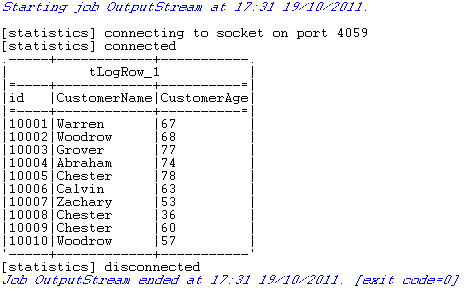 Starting job OutputStream at 17:31 19/10/2011.
[statistics] connecting to socket on port 4059
[statistics] connected
.-----+------------+-----------.
|          tLogRow_1           |
|=----+------------+----------=|
|id   |CustomerName|CustomerAge|
|=----+------------+----------=|
|10001|Warren      |67         |
|10002|Woodrow     |68         |
|10003|Grover      |77         |
|10004|Abraham     |74         |
|10005|Chester     |78         |
|10006|Calvin      |63         |
|10007|Zachary     |53         |
|10008|Chester     |36         |
|10009|Chester     |60         |
|10010|Woodrow     |57         |
'-----+------------+-----------'
[statistics] disconnected
Job OutputStream ended at 17:31 19/10/2011. [exit code=0]